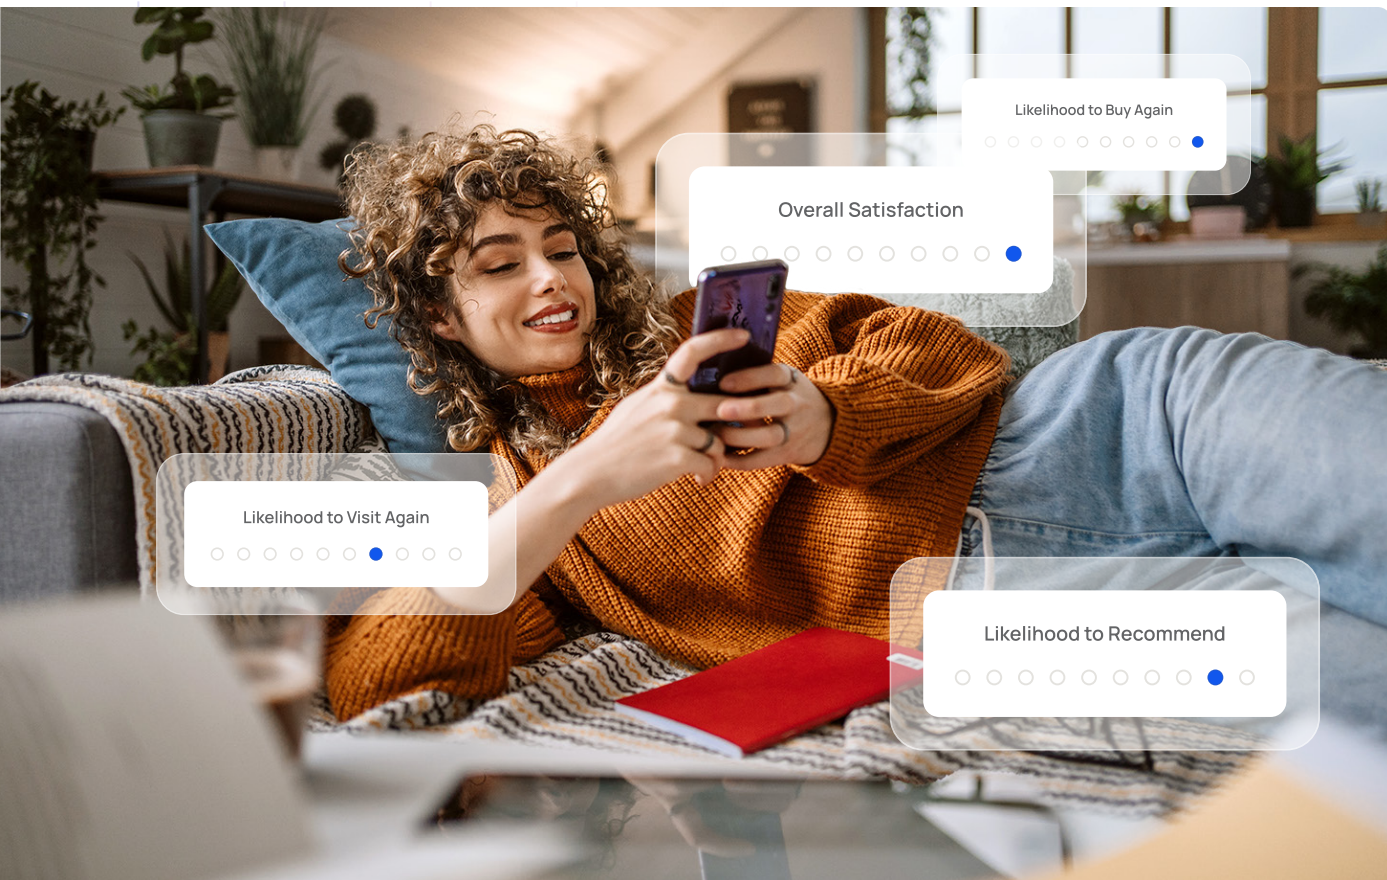 Likelihood to Buy Again
Overall Satisfaction
Likelihood to Visit Again
Likelihood to Recommend